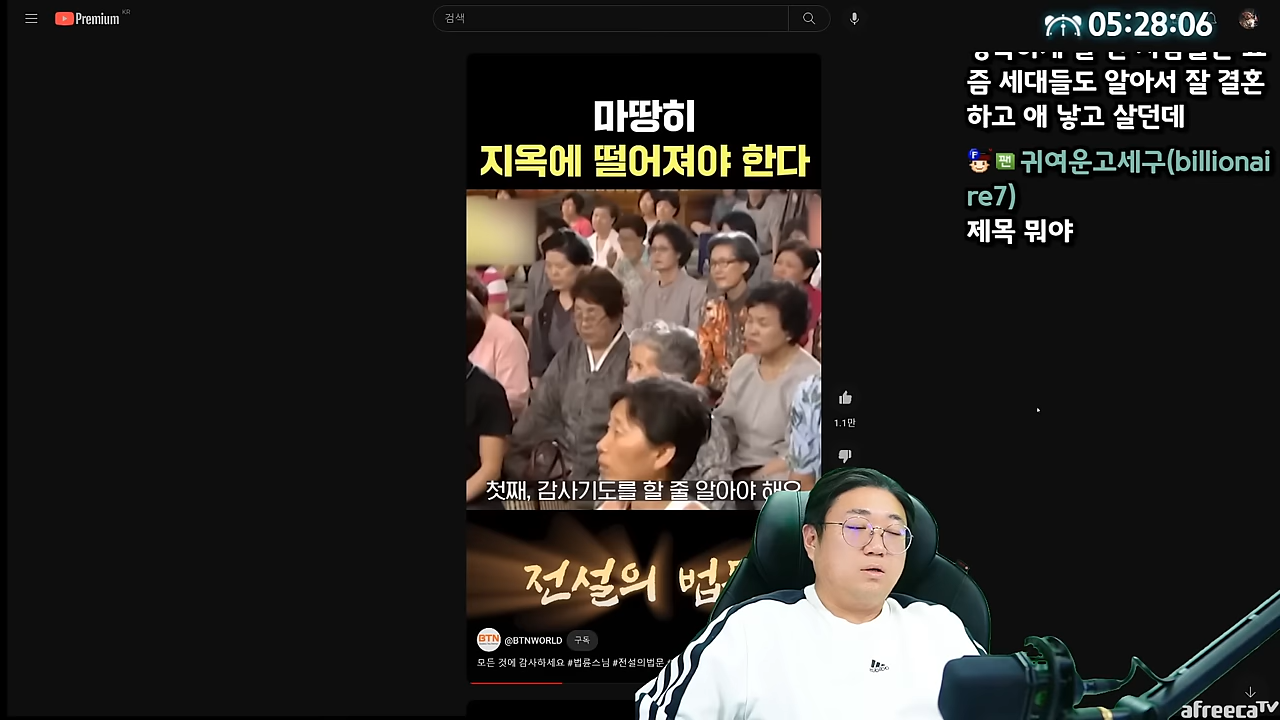 Premium KR
검색
05:28:06
즘 세대들도 알아서 잘 결혼
하고 애 낳고 살던데
F 팬 귀여운고세구(billionai
re7)
제목 뭐야
마땅히
지옥에 떨어져야 한다
첫째, 감사기도를 할 줄 알아야 해요
1.1만
전설의
BTN
@BTNWORLD 구독
모든 것에 감사하세요 #법륜스님 #전설의법문
afreecaTV